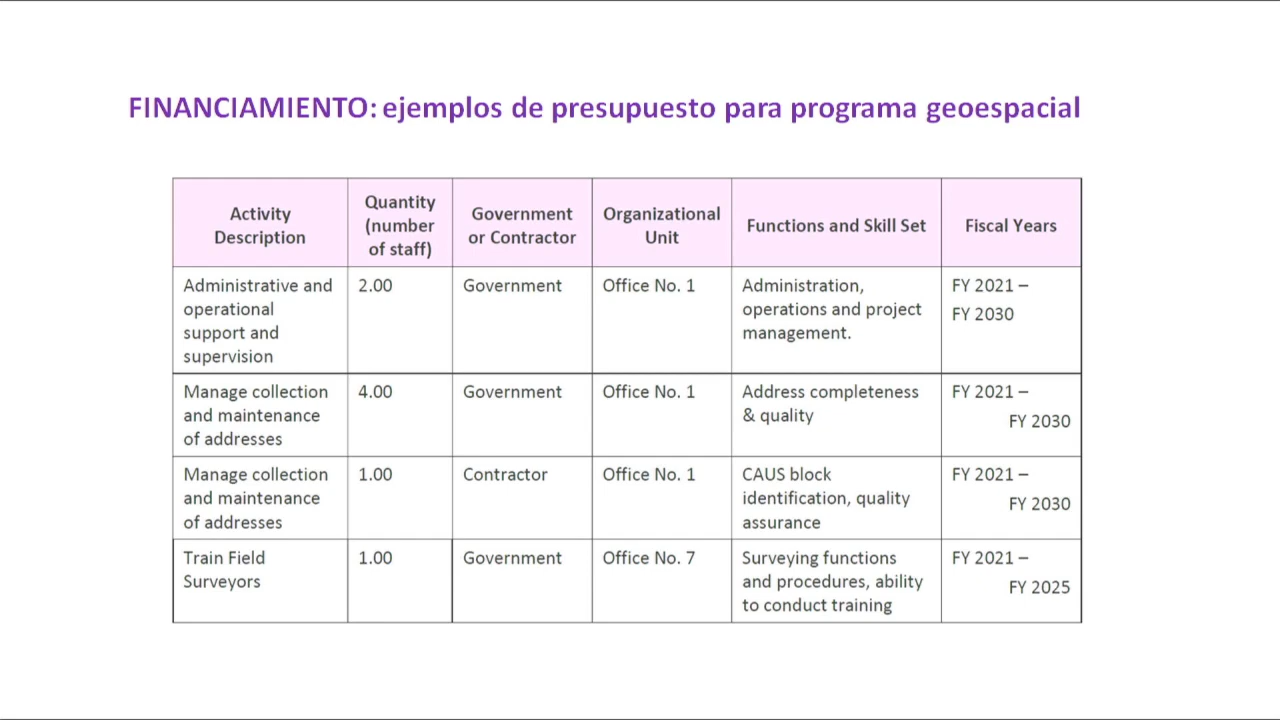 FINANCIAMIENTO: ejemplos de presupuesto para programa geoespacial
Activity
Description
Quantity
(number
of staff)
Government
or Contractor
Organizational
Unit
Functions and Skill Set
Fiscal Years
Administrative and
operational
support and
supervision
2.00
Government
Office No. 1
Administration,
operations and project
management.
FY 2021 –
FY 2030
Manage collection
and maintenance
of addresses
4.00
Government
Office No. 1
Address completeness
& quality
FY 2021 –
FY 2030
Manage collection
and maintenance
of addresses
1.00
Contractor
Office No. 1
CAUS block
identification, quality
assurance
FY 2021 –
FY 2030
Train Field
Surveyors
1.00
Government
Office No. 7
Surveying functions
and procedures, ability
to conduct training
FY 2021 –
FY 2025